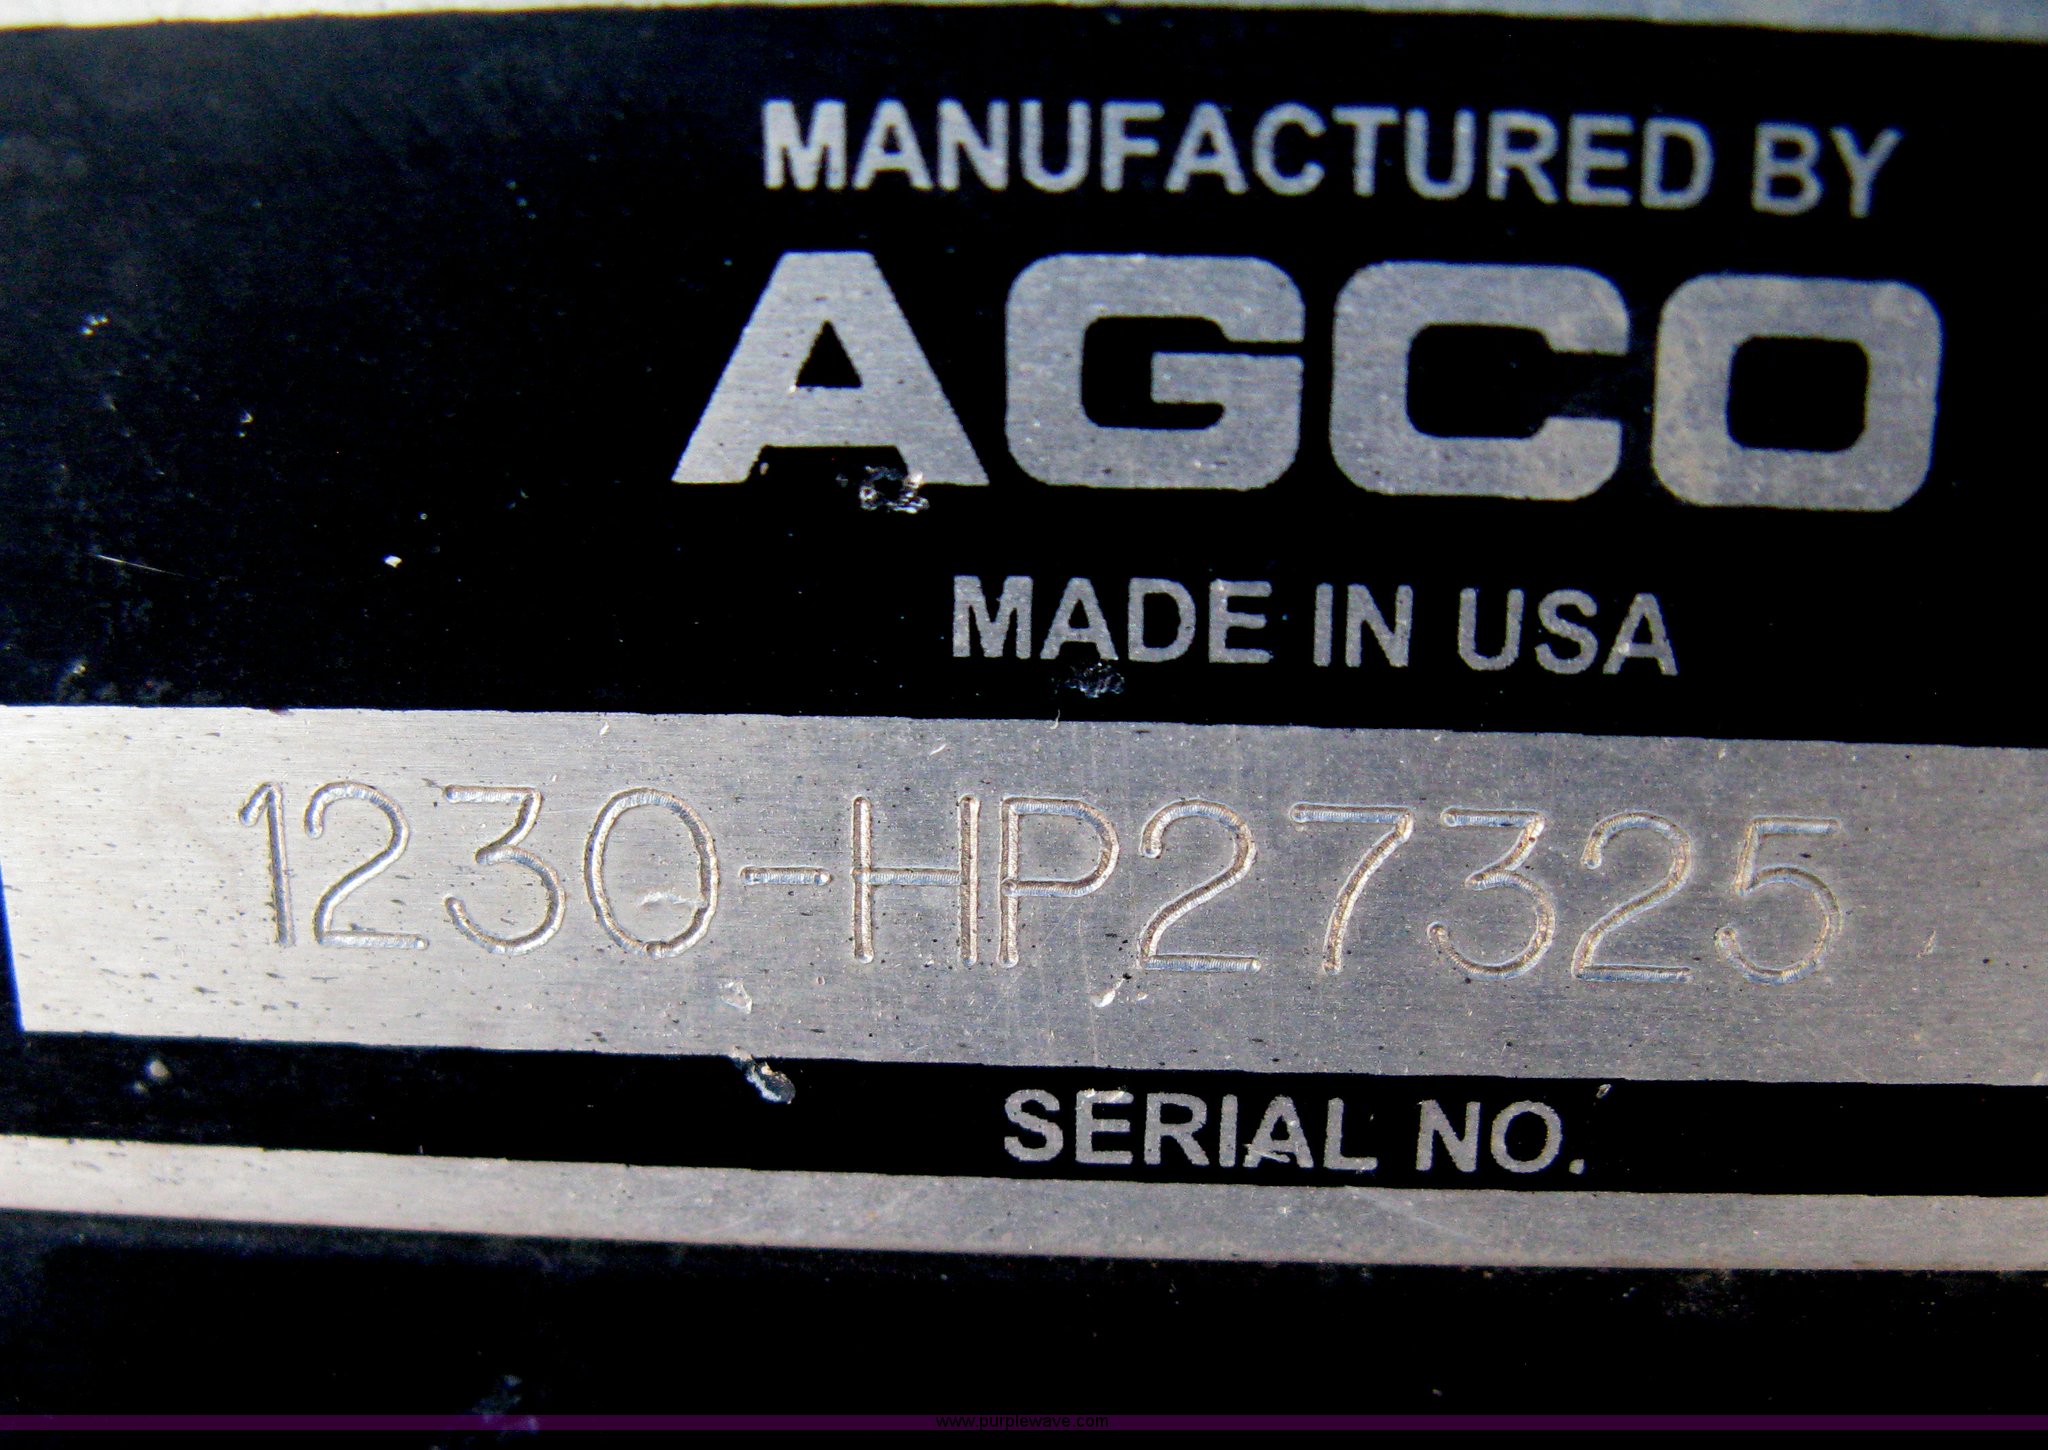 MANUFACTURED BY
AGCO
MADE IN USA
1230-HP27325
SERIAL NO.
www.purplewave.com